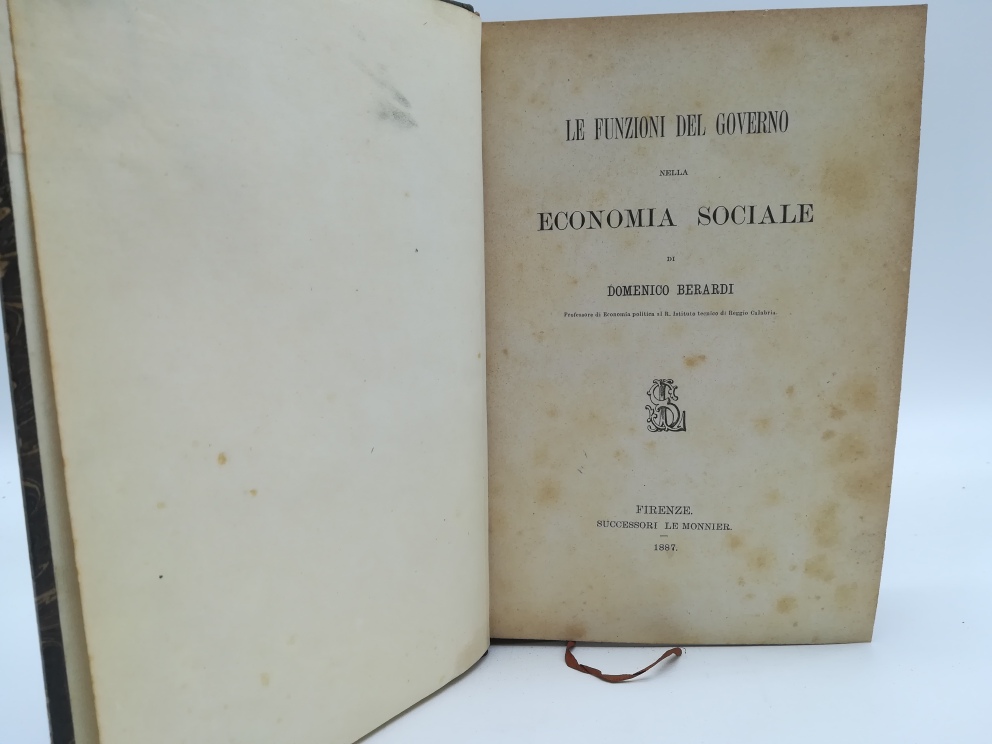 LE FUNZIONI DEL GOVERNO
NELLA
ECONOMIA SOCIALE
DI
DOMENICO BERARDI
Professore di Economia politica al R. Istituto tecnico di Reggio Calabria.
FIRENZE.
SUCCESSORI LE MONNIER.
1887.